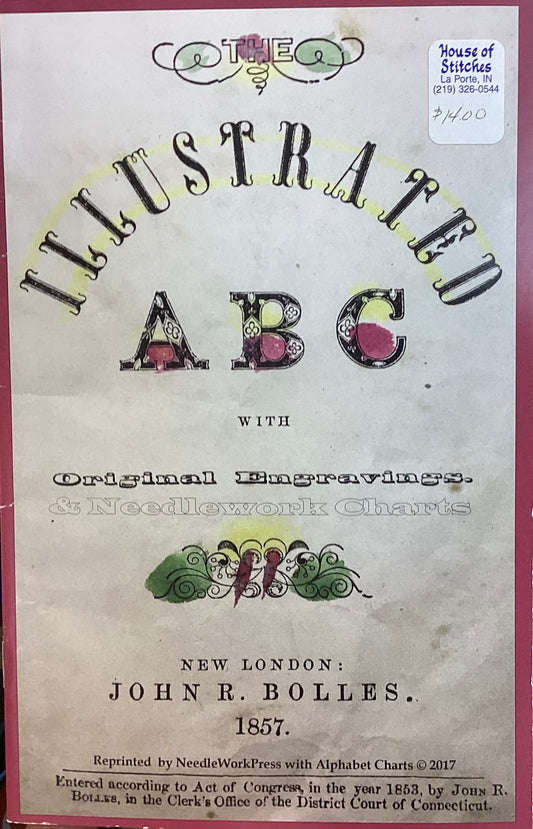 THE
House of
Stitches
La Porte, IN
(219) 326-0544
$14.00
ILLUSTRATED
ABC
WITH
Original Engravings.
& Needlework Charts
NEW LONDON:
JOHN R. BOLLES.
1857.
Reprinted by NeedleWorkPress with Alphabet Charts © 2017
Entered according to Act of Congress, in the year 1853, by JOHN R.
BOLLES, in the Clerk's Office of the District Court of Connecticut.